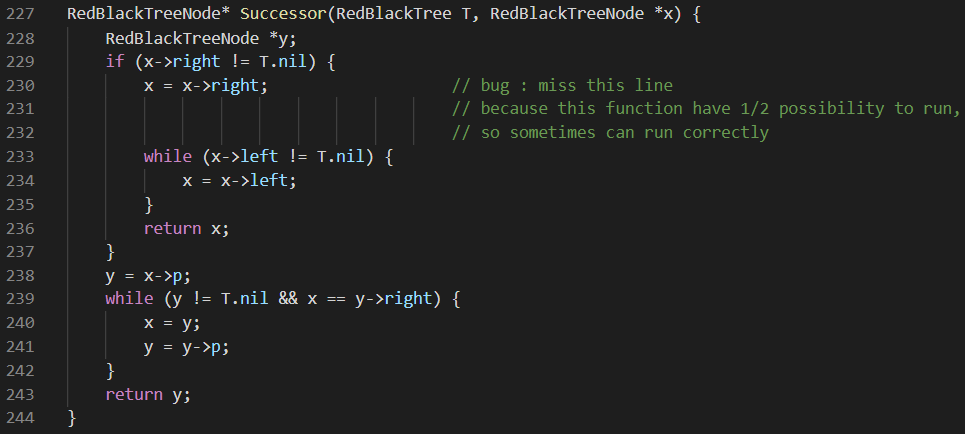 227 RedBlackTreeNode* Successor(RedBlackTree T, RedBlackTreeNode *x) {
228     RedBlackTreeNode *y;
229     if (x->right != T.nil) {
230         x = x->right;                   // bug : miss this line
231                                         // because this function have 1/2 possibility to run,
232                                         // so sometimes can run correctly
233         while (x->left != T.nil) {
234             x = x->left;
235         }
236         return x;
237     }
238     y = x->p;
239     while (y != T.nil && x == y->right) {
240         x = y;
241         y = y->p;
242     }
243     return y;
244 }